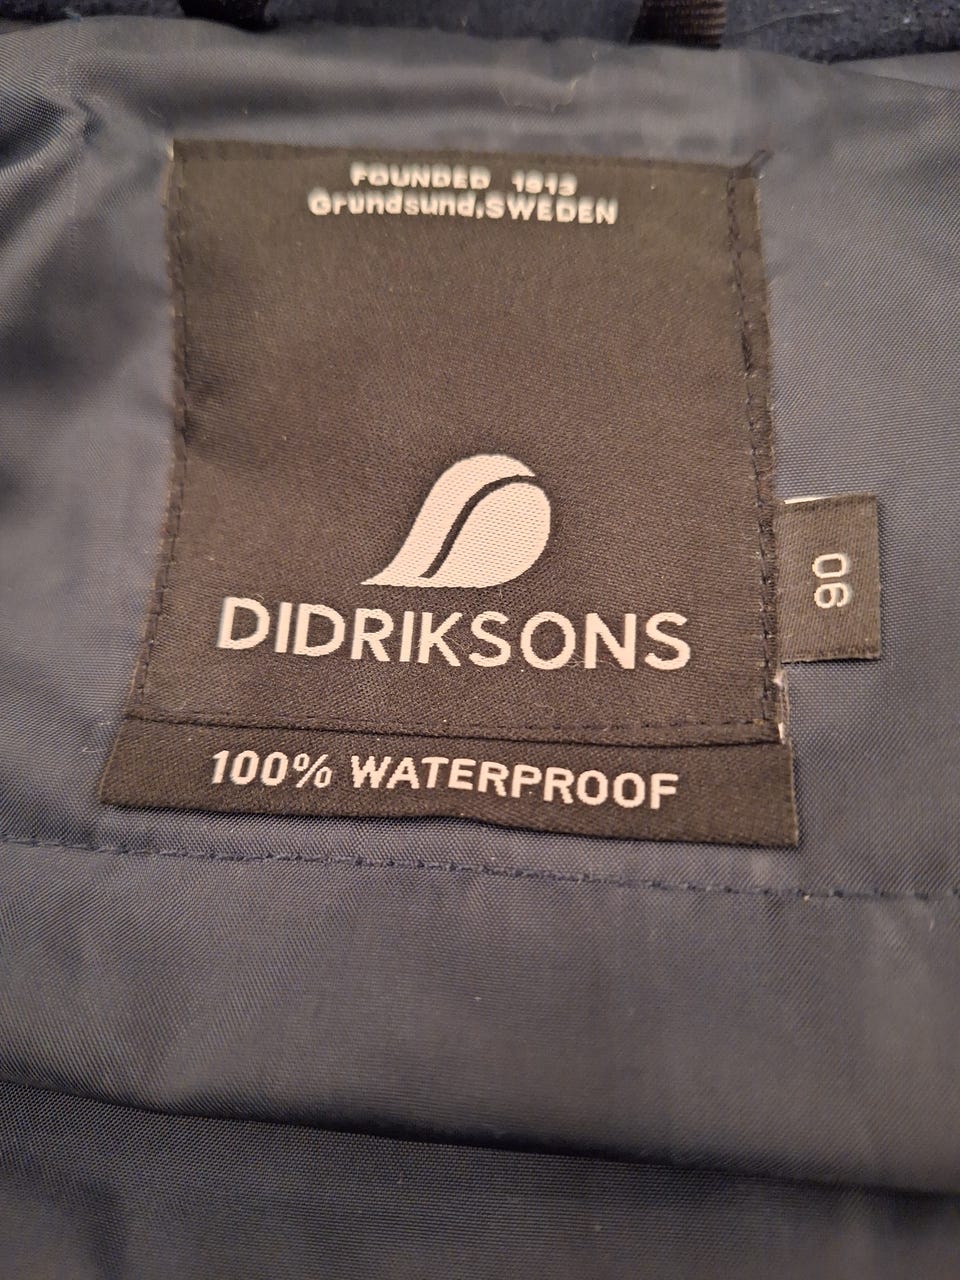 FOUNDED 1913
Grundsund,SWEDEN
DIDRIKSONS
90
100% WATERPROOF